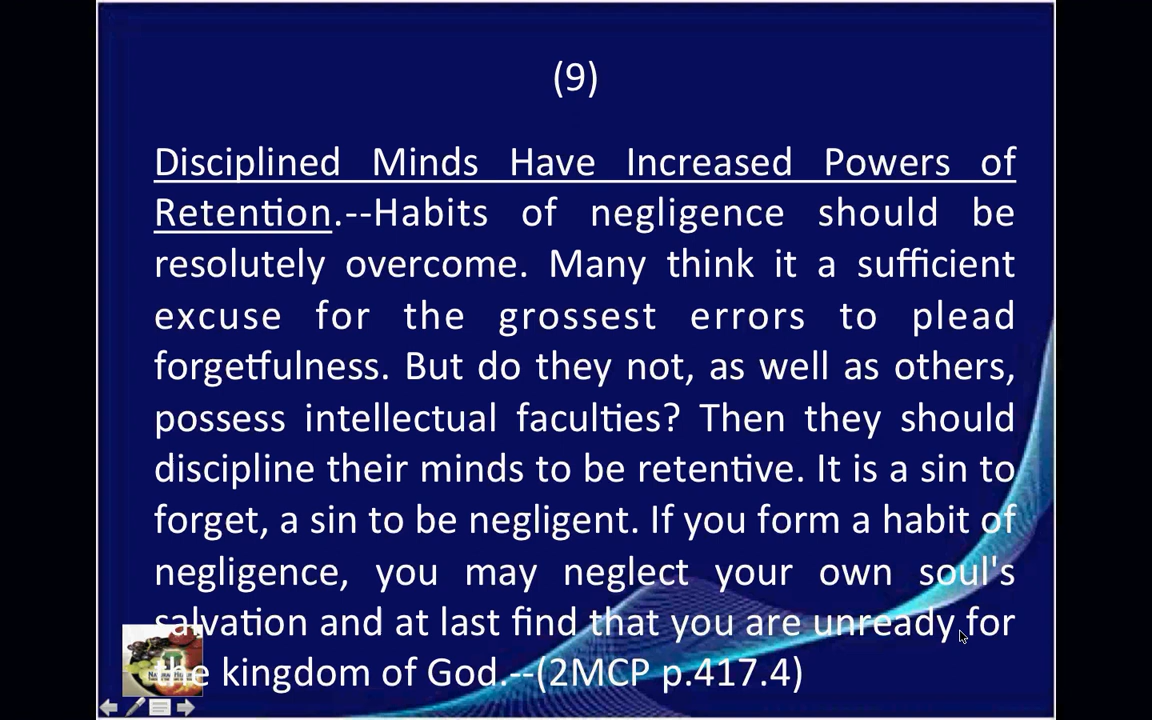 (9)
Disciplined Minds Have Increased Powers of
Retention.--Habits of negligence should be
resolutely overcome. Many think it a sufficient
excuse for the grossest errors to plead
forgetfulness. But do they not, as well as others,
possess intellectual faculties? Then they should
discipline their minds to be retentive. It is a sin to
forget, a sin to be negligent. If you form a habit of
negligence, you may neglect your own soul's
salvation and at last find that you are unready for
the kingdom of God.--(2MCP p.417.4)